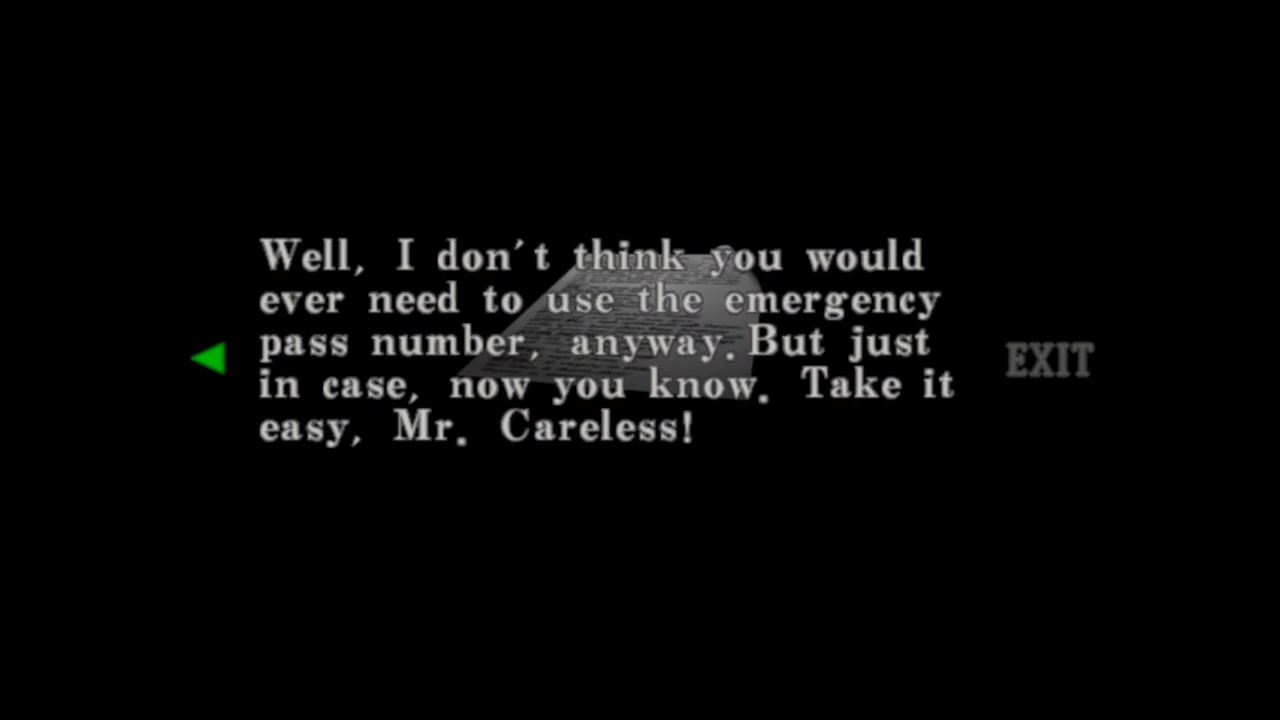 Well, I don't think you would
ever need to use the emergency
pass number, anyway. But just
in case, now you know. Take it
easy, Mr. Careless!
EXIT